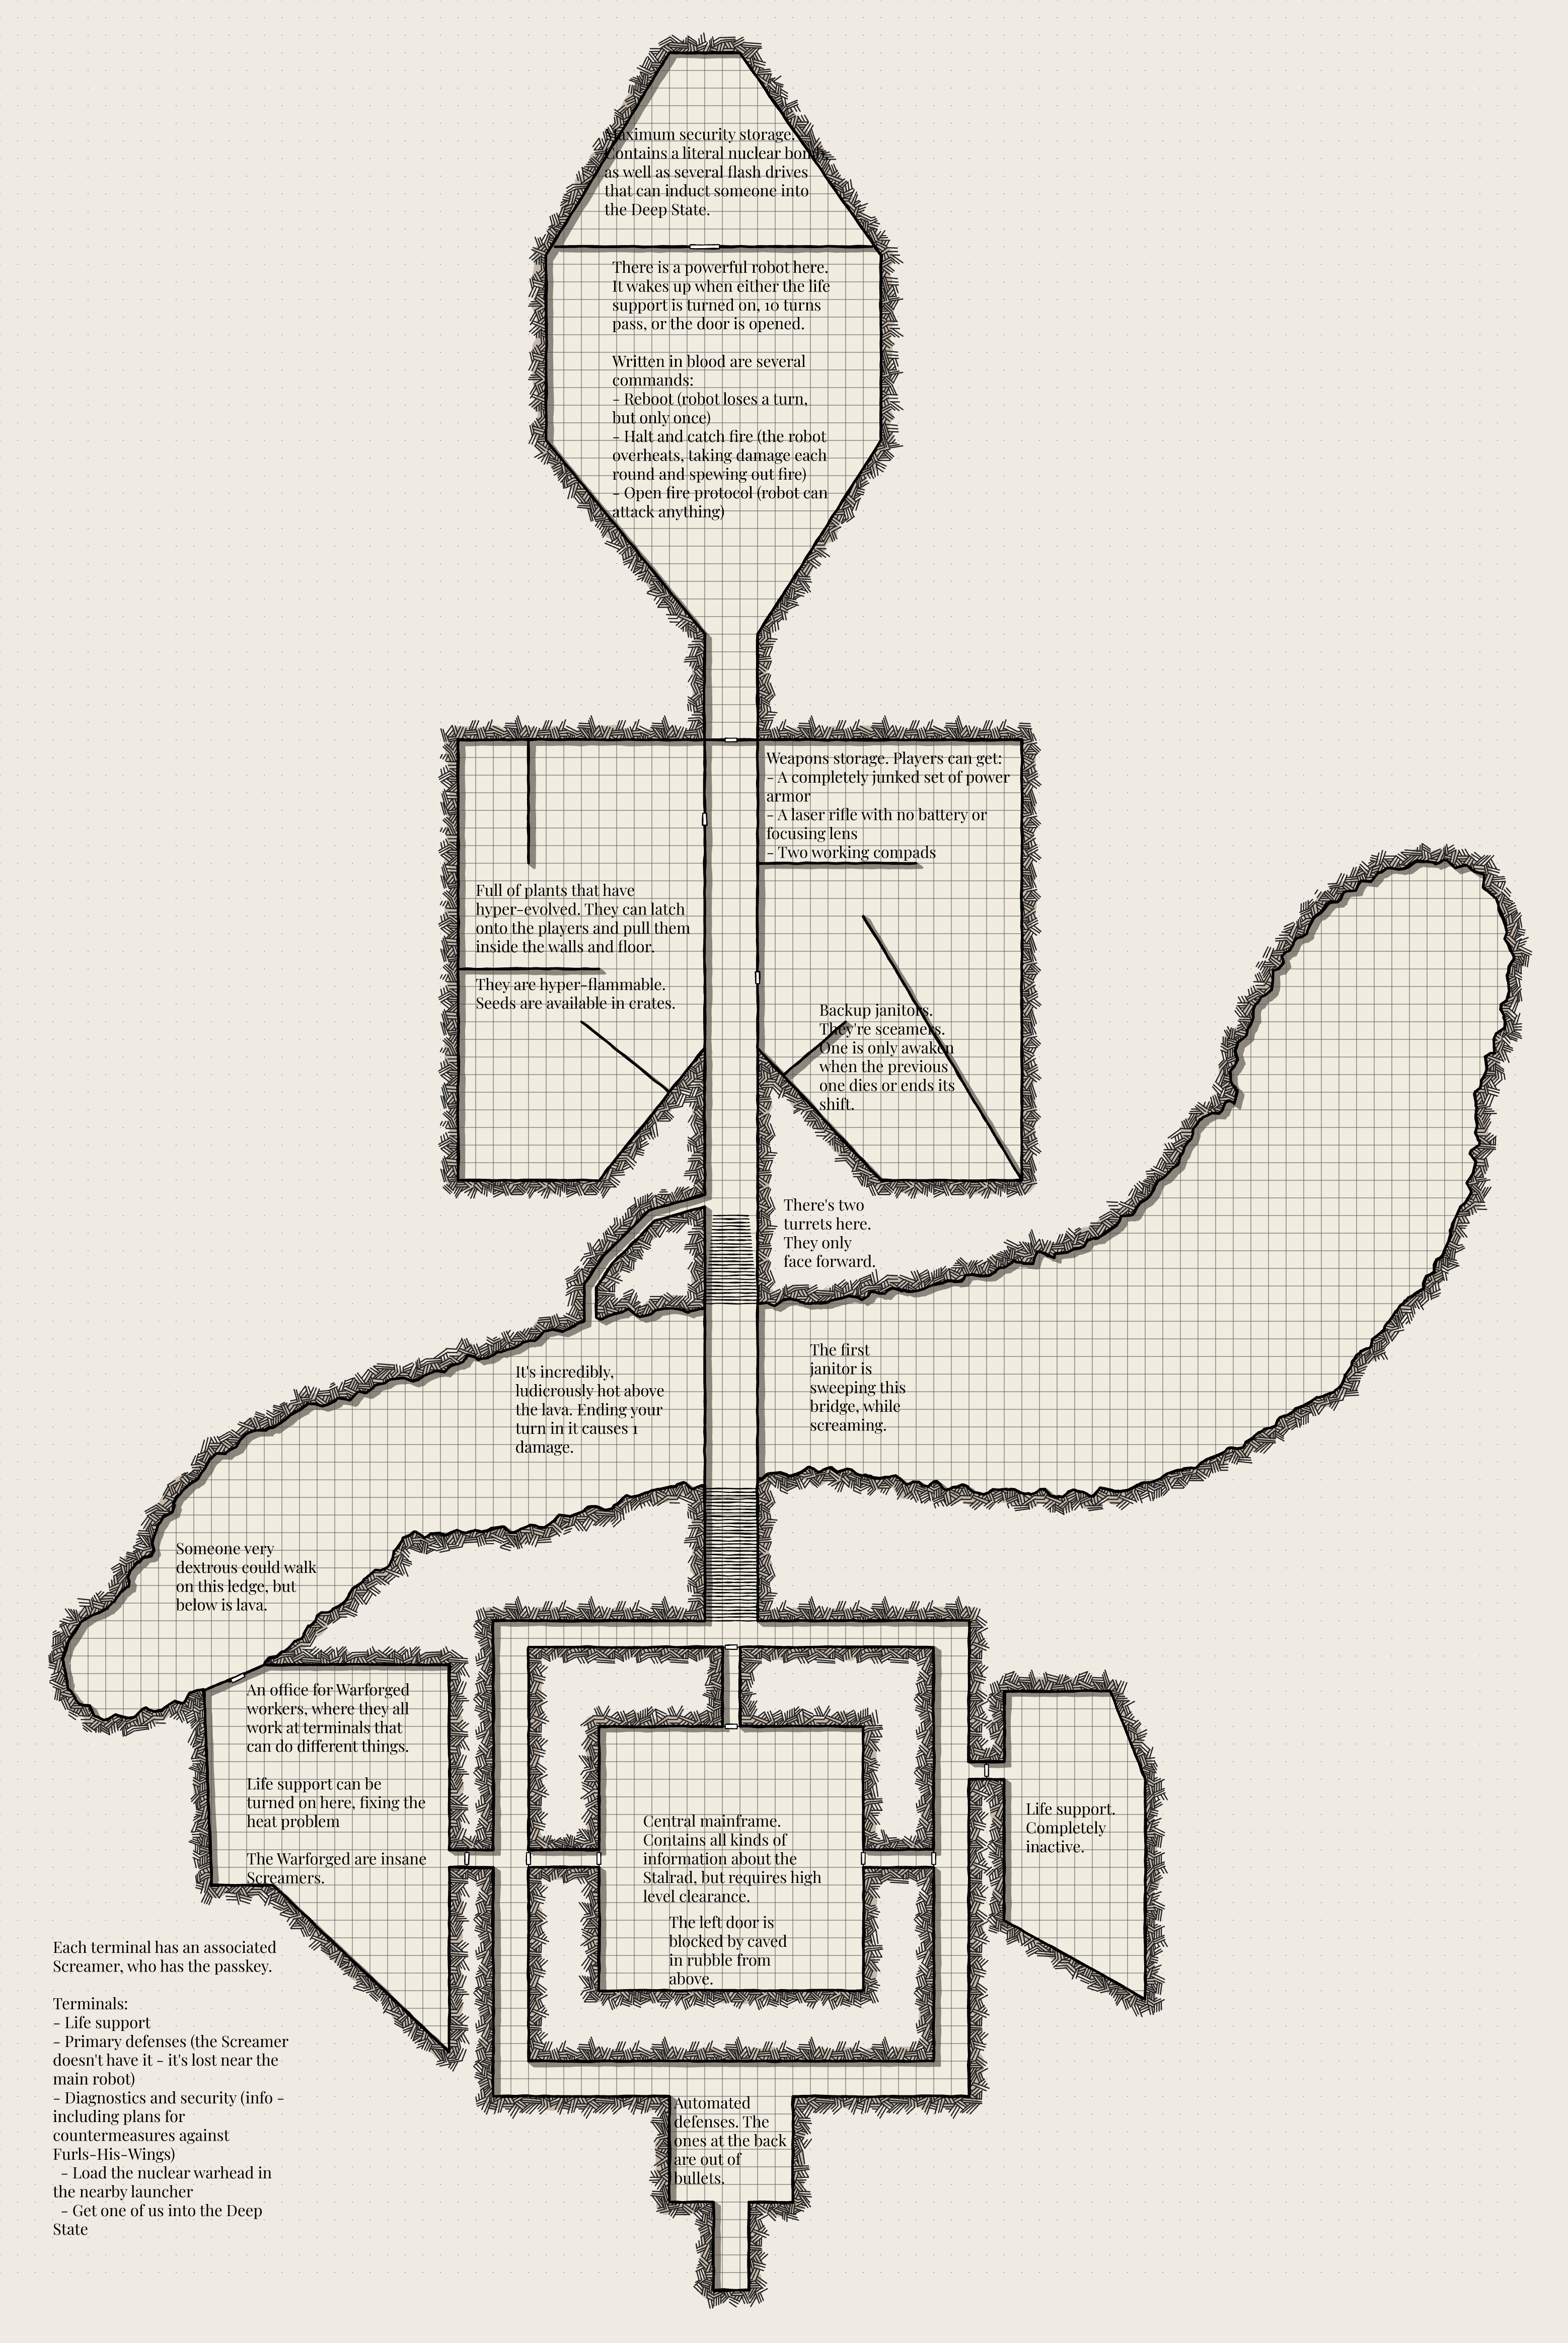 Maximum security storage.
Contains a literal nuclear bomb,
as well as several flash drives
that can induct someone into
the Deep State.
There is a powerful robot here.
It wakes up when either the life
support is turned on, 10 turns
pass, or the door is opened.
Written in blood are several
commands:
- Reboot (robot loses a turn,
but only once)
- Halt and catch fire (the robot
overheats, taking damage each
round and spewing out fire)
- Open fire protocol (robot can
attack anything)
Weapons storage. Players can get:
- A completely junked set of power
armor
- A laser rifle with no battery or
focusing lens
- Two working compads
Full of plants that have
hyper-evolved. They can latch
onto the players and pull them
inside the walls and floor.
They are hyper-flammable.
Seeds are available in crates.
Backup janitors.
They're sceamers.
One is only awaken
when the previous
one dies or ends its
shift.
There's two
turrets here.
They only
face forward.
The first
janitor is
sweeping this
bridge, while
screaming.
It's incredibly,
ludicrously hot above
the lava. Ending your
turn in it causes 1
damage.
Someone very
dextrous could walk
on this ledge, but
below is lava.
An office for Warforged
workers, where they all
work at terminals that
can do different things.
Life support can be
turned on here, fixing the
heat problem
The Warforged are insane
Screamers.
Central mainframe.
Contains all kinds of
information about the
Stalrad, but requires high
level clearance.
The left door is
blocked by caved
in rubble from
above.
Life support.
Completely
inactive.
Each terminal has an associated
Screamer, who has the passkey.
Terminals:
- Life support
- Primary defenses (the Screamer
doesn't have it - it's lost near the
main robot)
- Diagnostics and security (info -
including plans for
countermeasures against
Furls-His-Wings)
- Load the nuclear warhead in
the nearby launcher
- Get one of us into the Deep
State
Automated
defenses. The
ones at the back
are out of
bullets.